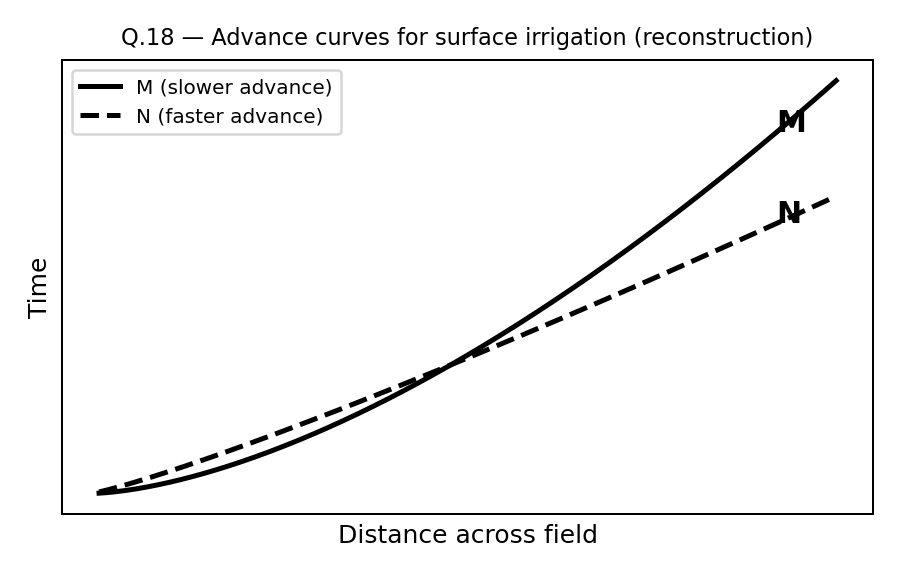 Q.18 — Advance curves for surface irrigation (reconstruction)
M (slower advance)
N (faster advance)
M
N
Time
Distance across field